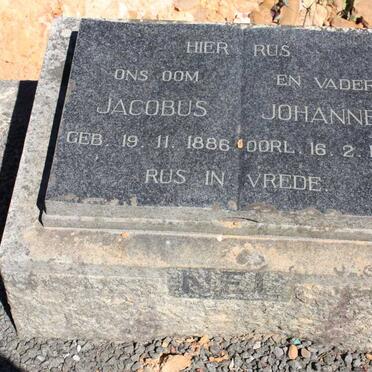 HIER RUS
ONS OOM EN VADER
JACOBUS JOHANNE
GEB. 19. 11. 1886 OORL. 16. 2. 1
RUS IN VREDE.
NEL